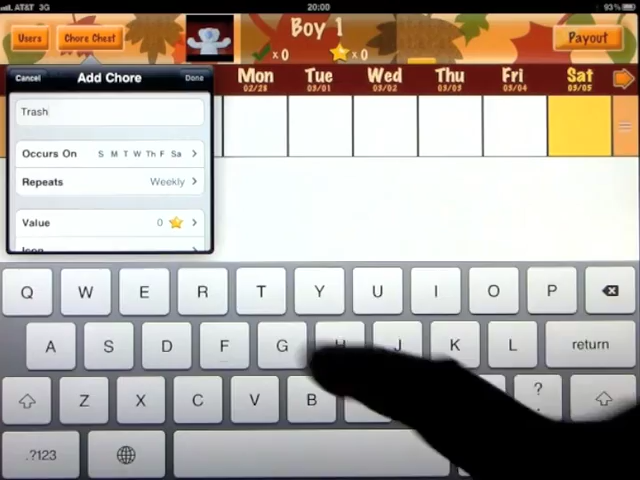 AT&T 3G 20:00 93%
Users Chore Chest Boy 1 Payout
x 0 x 0
Cancel Add Chore Done
Mon Tue Wed Thu Fri Sat
02/28 03/01 03/02 03/03 03/04 03/05
Trash
Occurs On S M T W Th F Sa
Repeats Weekly
Value 0
Icon
Q W E R T Y U I O P
A S D F G H J K L return
Z X C V B ? .
.?123